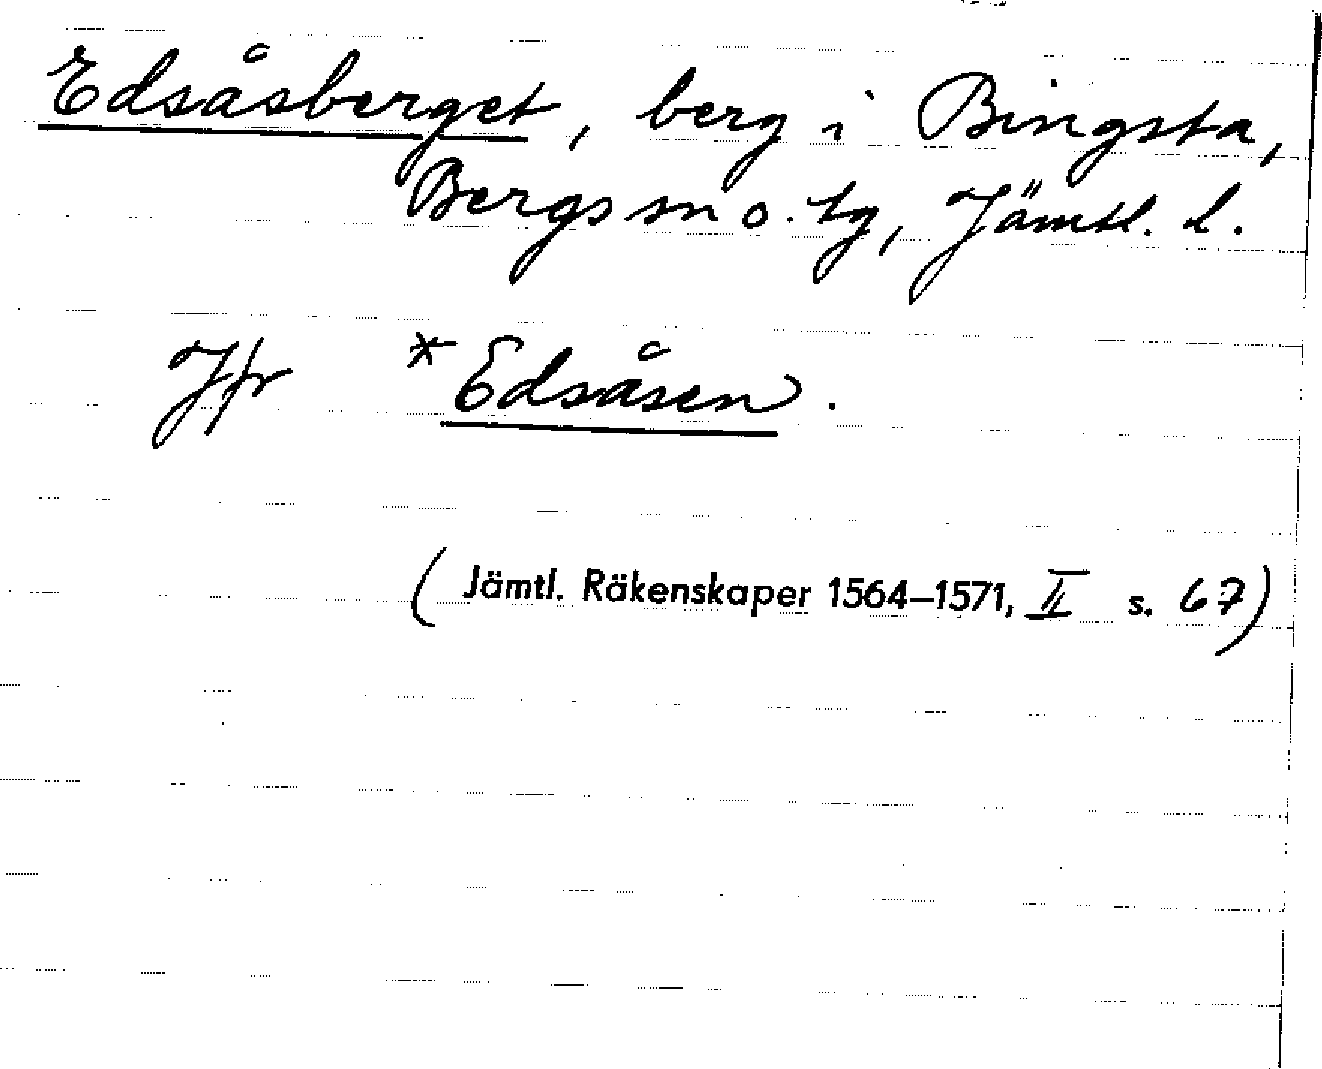 Edsåsberget, berg i Bingsta,
Bergs sn o. tg, Jämtl. l.
Jfr *Edsåsen.
(Jämtl. Räkenskaper 1564–1571, II s. 67)